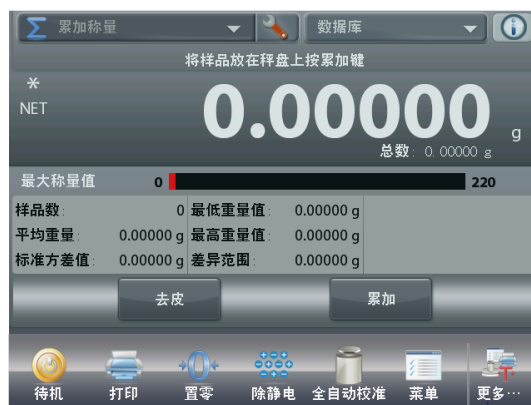 累加称量 数据库
将样品放在秤盘上按累加键
*
NET
0.00000 g
总数: 0.00000 g
最大称量值 0 220
样品数: 0 最低重量值: 0.00000 g
平均重量: 0.00000 g 最高重量值: 0.00000 g
标准方差值: 0.00000 g 差异范围: 0.00000 g
去皮 累加
待机 打印 置零 除静电 全自动校准 菜单 更多…